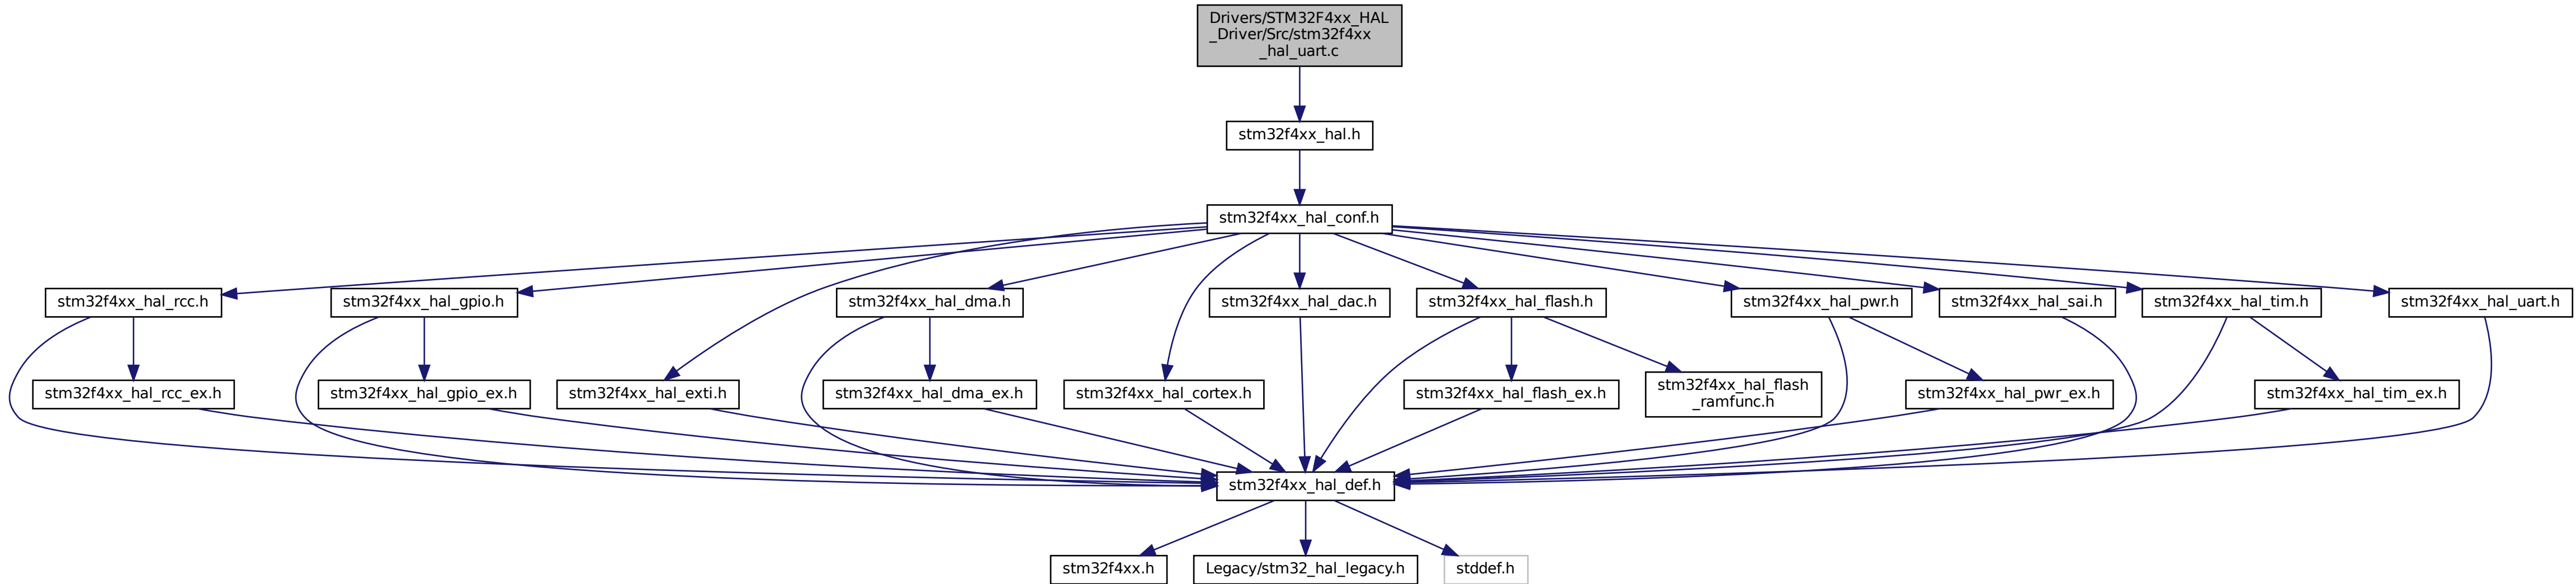 Drivers/STM32F4xx_HAL
_Driver/Src/stm32f4xx
_hal_uart.c
stm32f4xx_hal.h
stm32f4xx_hal_conf.h
stm32f4xx_hal_rcc.h
stm32f4xx_hal_gpio.h
stm32f4xx_hal_dma.h
stm32f4xx_hal_dac.h
stm32f4xx_hal_flash.h
stm32f4xx_hal_pwr.h
stm32f4xx_hal_sai.h
stm32f4xx_hal_tim.h
stm32f4xx_hal_uart.h
stm32f4xx_hal_rcc_ex.h
stm32f4xx_hal_gpio_ex.h
stm32f4xx_hal_exti.h
stm32f4xx_hal_dma_ex.h
stm32f4xx_hal_cortex.h
stm32f4xx_hal_flash_ex.h
stm32f4xx_hal_flash
_ramfunc.h
stm32f4xx_hal_pwr_ex.h
stm32f4xx_hal_tim_ex.h
stm32f4xx_hal_def.h
stm32f4xx.h
Legacy/stm32_hal_legacy.h
stddef.h